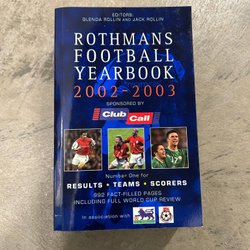 EDITORS:
GLENDA ROLLIN AND JACK ROLLIN
ROTHMANS
FOOTBALL
YEARBOOK
2002-2003
SPONSORED BY
Club Call
Number One for
RESULTS • TEAMS • SCORERS
992 FACT-FILLED PAGES
INCLUDING FULL WORLD CUP REVIEW
In association with